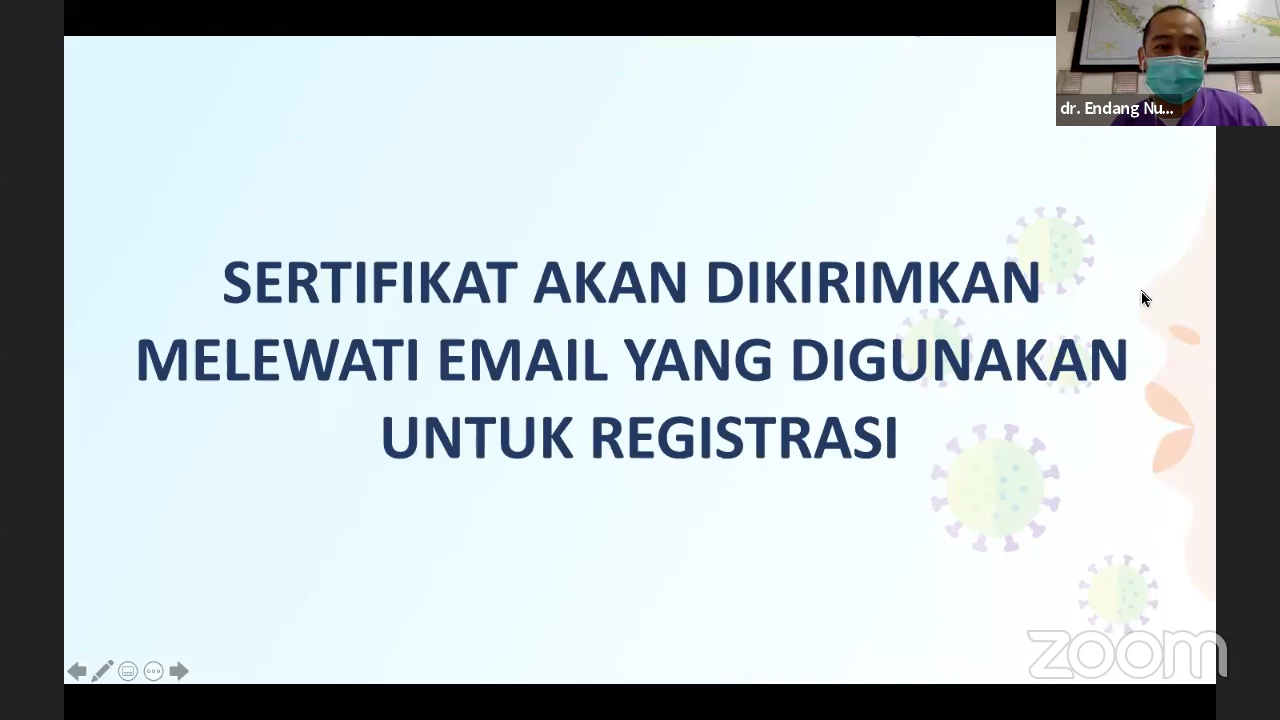 dr. Endang Nu...
SERTIFIKAT AKAN DIKIRIMKAN
MELEWATI EMAIL YANG DIGUNAKAN
UNTUK REGISTRASI
zoom